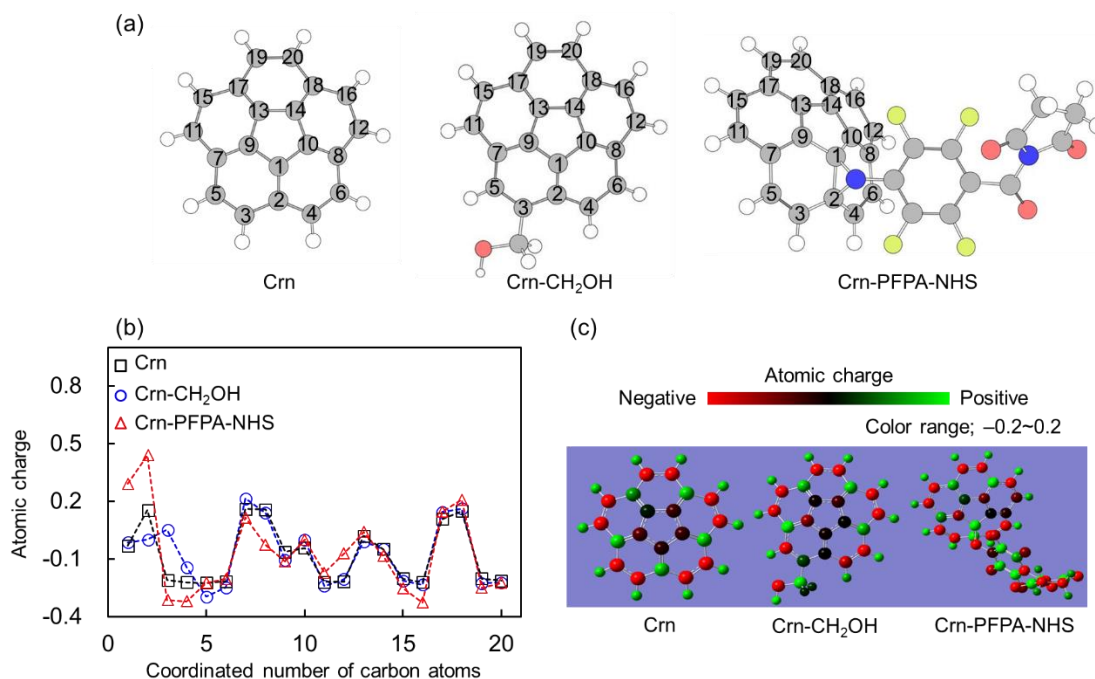 (a)
19 20
17 18
15 13 14 16
11 9 10 12
7 1 8
5 2 6
3 4
Crn
19 20
17 18
15 13 14 16
11 9 10 12
7 1 8
5 3 2 6
4
Crn-CH₂OH
19 20
17 18
15 13 14 16
11 9 10 12
7 1 8
5 2 6
3 4
Crn-PFPA-NHS
(b)
Crn
Crn-CH₂OH
Crn-PFPA-NHS
Atomic charge
0.8
0.5
0.2
-0.1
-0.4
0 5 10 15 20
Coordinated number of carbon atoms
(c)
Atomic charge
Negative Positive
Color range; –0.2~0.2
Crn Crn-CH₂OH Crn-PFPA-NHS